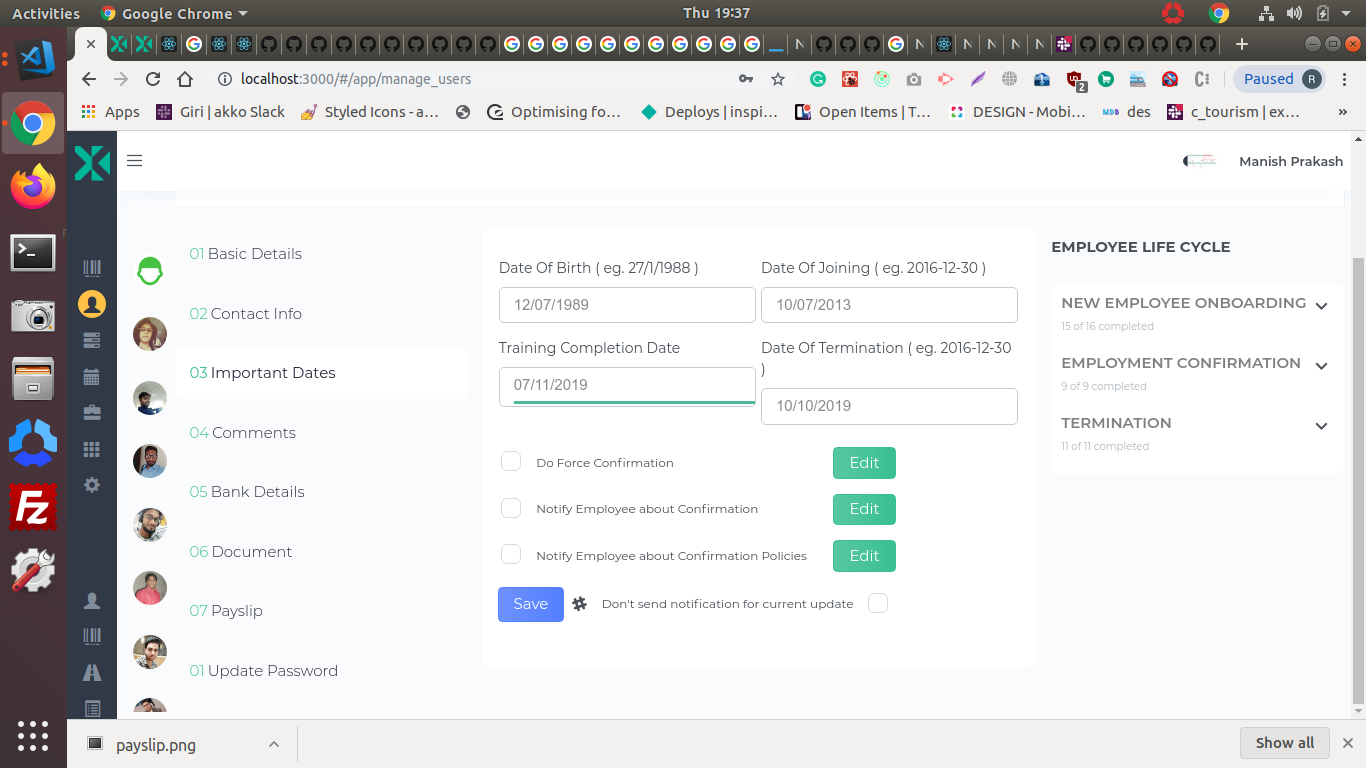 Activities
Google Chrome
Thu 19:37
localhost:3000/#/app/manage_users
2
Paused
R
Apps
Giri | akko Slack
Styled Icons - a…
Optimising fo…
Deploys | inspi…
Open Items | T…
DESIGN - Mobi…
MDB des
c_tourism | ex…
»
Manish Prakash
01 Basic Details
02 Contact Info
03 Important Dates
04 Comments
05 Bank Details
06 Document
07 Payslip
01 Update Password
Date Of Birth ( eg. 27/1/1988 )
12/07/1989
Date Of Joining ( eg. 2016-12-30 )
10/07/2013
Training Completion Date
07/11/2019
Date Of Termination ( eg. 2016-12-30
)
10/10/2019
Do Force Confirmation
Edit
Notify Employee about Confirmation
Edit
Notify Employee about Confirmation Policies
Edit
Save
Don't send notification for current update
EMPLOYEE LIFE CYCLE
NEW EMPLOYEE ONBOARDING
15 of 16 completed
EMPLOYMENT CONFIRMATION
9 of 9 completed
TERMINATION
11 of 11 completed
payslip.png
Show all